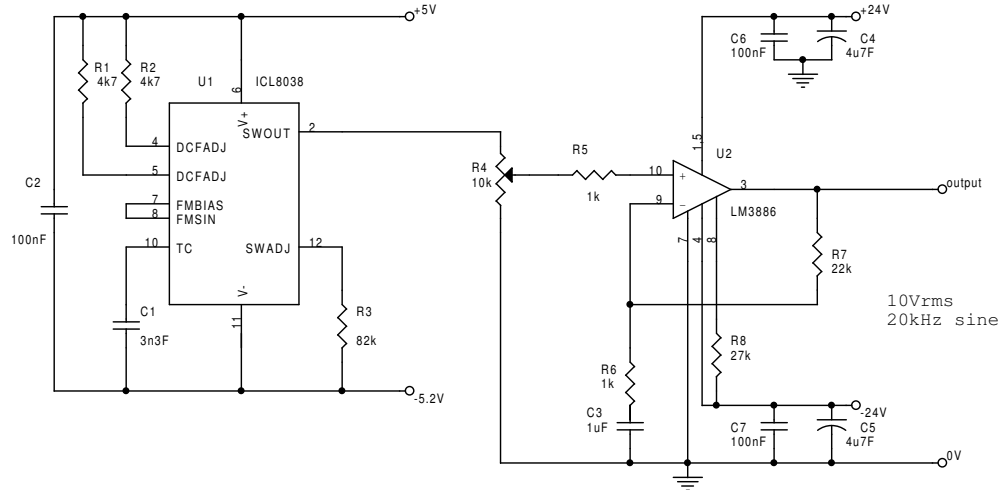 +5V
R1
4k7
R2
4k7
U1
ICL8038
6
V+
SWOUT
2
4
DCFADJ
5
DCFADJ
7
FMBIAS
8
FMSIN
10
TC
SWADJ
12
V-
11
C2
100nF
C1
3n3F
R3
82k
-5.2V
R4
10k
R5
1k
+24V
C6
100nF
C4
4u7F
1,5
U2
10
+
9
−
3
LM3886
output
7
4
8
R7
22k
10Vrms
20kHz sine
R8
27k
R6
1k
C3
1uF
-24V
C7
100nF
C5
4u7F
0V